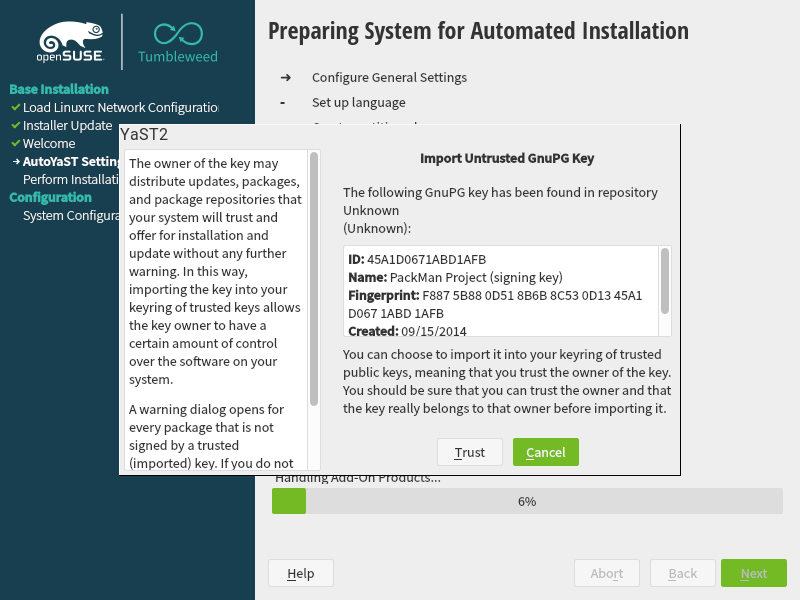 Preparing System for Automated Installation
openSUSE.
Tumbleweed
➔ Configure General Settings
- Set up language
Base Installation
✔ Load Linuxrc Network Configuratio
✔ Installer Update
✔ Welcome
➔ AutoYaST Setting
Perform Installati
Configuration
System Configura
YaST2
The owner of the key may
distribute updates, packages,
and package repositories that
your system will trust and
offer for installation and
update without any further
warning. In this way,
importing the key into your
keyring of trusted keys allows
the key owner to have a
certain amount of control
over the software on your
system.
A warning dialog opens for
every package that is not
signed by a trusted
(imported) key. If you do not
Import Untrusted GnuPG Key
The following GnuPG key has been found in repository
Unknown
(Unknown):
ID: 45A1D0671ABD1AFB
Name: PackMan Project (signing key)
Fingerprint: F887 5B88 0D51 8B6B 8C53 0D13 45A1
D067 1ABD 1AFB
Created: 09/15/2014
You can choose to import it into your keyring of trusted
public keys, meaning that you trust the owner of the key.
You should be sure that you can trust the owner and that
the key really belongs to that owner before importing it.
Trust Cancel
Handling Add-On Products...
6%
Help Abort Back Next